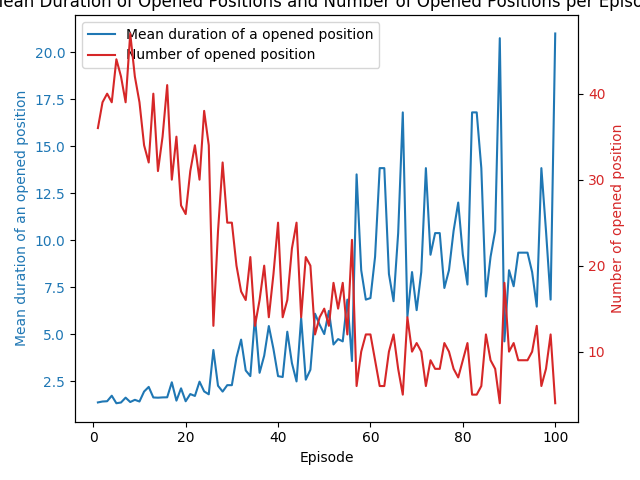 Mean Duration of Opened Positions and Number of Opened Positions per Episode
Mean duration of a opened position
Number of opened position
20.0
17.5
15.0
12.5
10.0
7.5
5.0
2.5
Mean duration of an opened position
40
30
20
10
Number of opened position
0 20 40 60 80 100
Episode